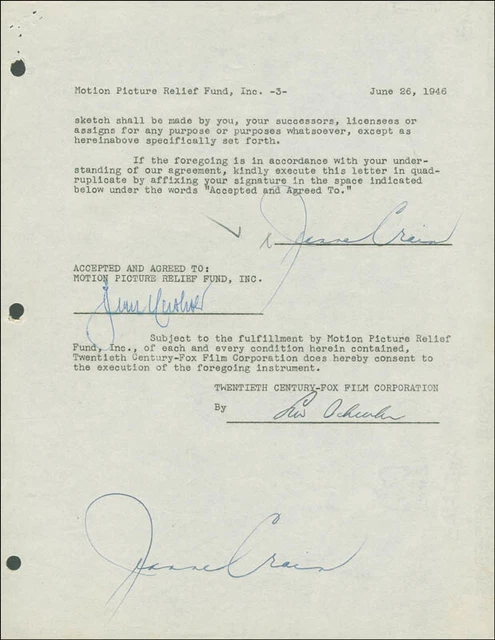 Motion Picture Relief Fund, Inc. -3- June 26, 1946
sketch shall be made by you, your successors, licensees or
assigns for any purpose or purposes whatsoever, except as
hereinabove specifically set forth.
If the foregoing is in accordance with your under-
standing of our agreement, kindly execute this letter in quad-
ruplicate by affixing your signature in the space indicated
below under the words "Accepted and Agreed To."
Jeanne Crain
ACCEPTED AND AGREED TO:
MOTION PICTURE RELIEF FUND, INC.
Jean Hersholt
Subject to the fulfillment by Motion Picture Relief
Fund, Inc., of each and every condition herein contained,
Twentieth Century-Fox Film Corporation does hereby consent to
the execution of the foregoing instrument.
TWENTIETH CENTURY-FOX FILM CORPORATION
By Lew Schreiber
Jeanne Crain